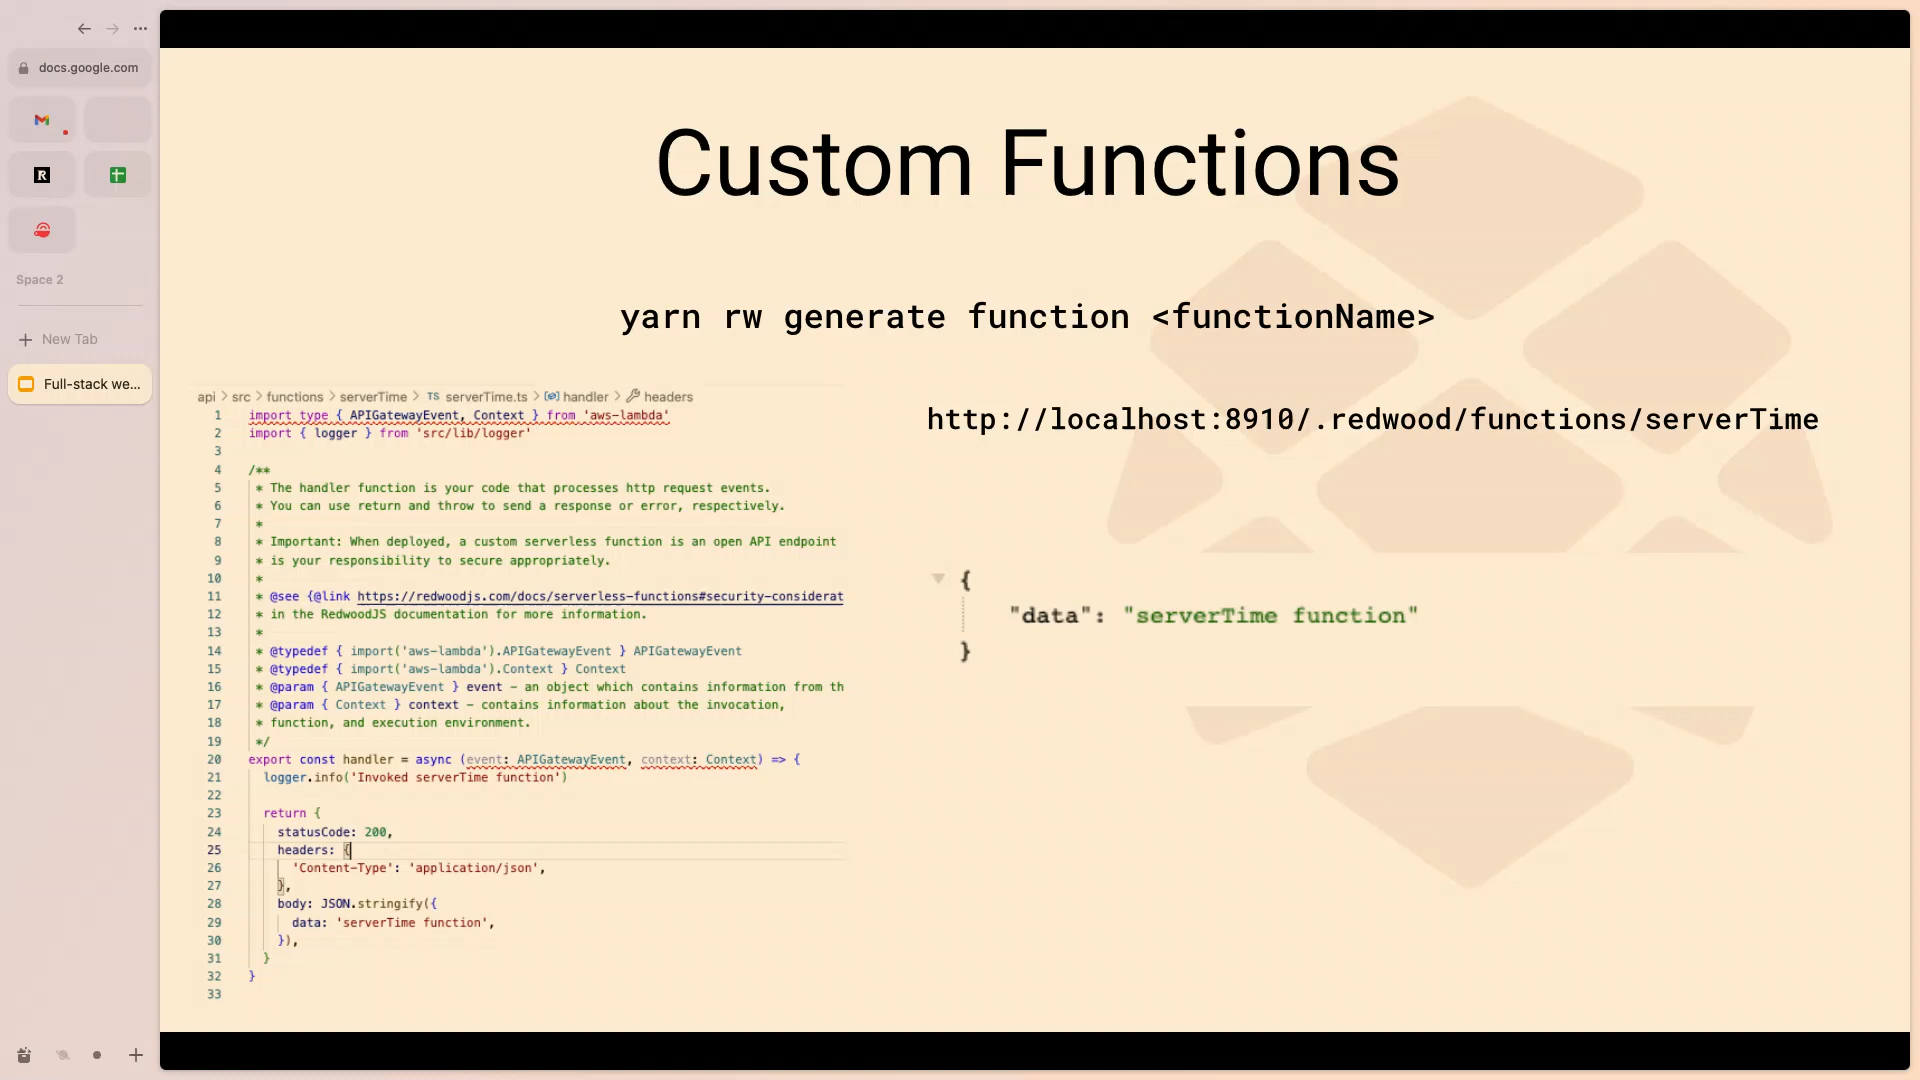 docs.google.com
Space 2
New Tab
Full-stack we...
Custom Functions
yarn rw generate function <functionName>
http://localhost:8910/.redwood/functions/serverTime
api > src > functions > serverTime > TS serverTime.ts > handler > headers
1 import type { APIGatewayEvent, Context } from 'aws-lambda'
2 import { logger } from 'src/lib/logger'
3
4 /**
5 * The handler function is your code that processes http request events.
6 * You can use return and throw to send a response or error, respectively.
7 *
8 * Important: When deployed, a custom serverless function is an open API endpoint
9 * is your responsibility to secure appropriately.
10 *
11 * @see {@link https://redwoodjs.com/docs/serverless-functions#security-considerat
12 * in the RedwoodJS documentation for more information.
13 *
14 * @typedef { import('aws-lambda').APIGatewayEvent } APIGatewayEvent
15 * @typedef { import('aws-lambda').Context } Context
16 * @param { APIGatewayEvent } event - an object which contains information from th
17 * @param { Context } context - contains information about the invocation,
18 * function, and execution environment.
19 */
20 export const handler = async (event: APIGatewayEvent, context: Context) => {
21 logger.info('Invoked serverTime function')
22
23 return {
24 statusCode: 200,
25 headers: {
26 'Content-Type': 'application/json',
27 },
28 body: JSON.stringify({
29 data: 'serverTime function',
30 }),
31 }
32 }
33
{
"data": "serverTime function"
}